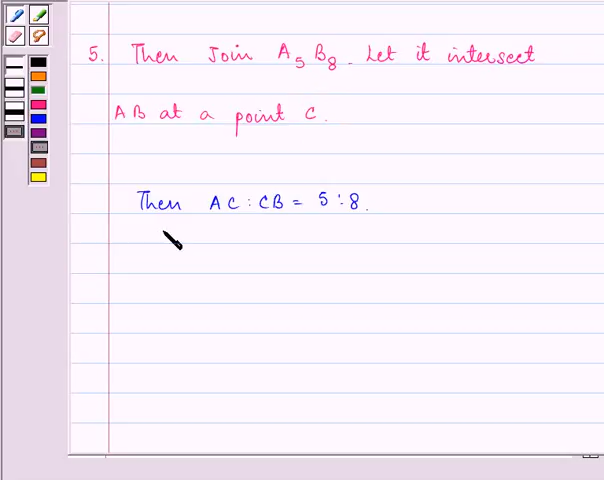 5. Then Join A₅ B₈. Let it intersect
AB at a point C.
Then AC : CB = 5 : 8.